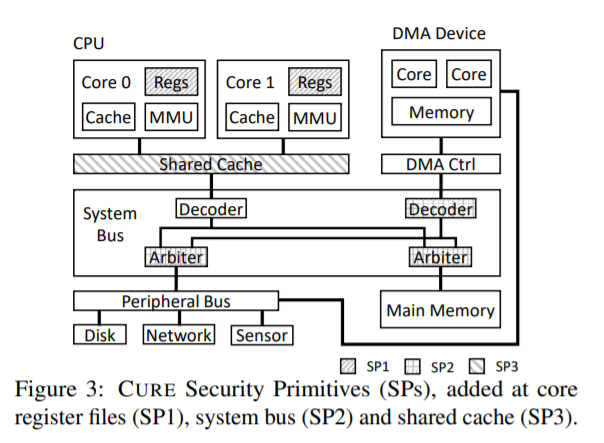 CPU
DMA Device
Core 0
Regs
Core 1
Regs
Core
Core
Cache
MMU
Cache
MMU
Memory
Shared Cache
DMA Ctrl
System
Bus
Decoder
Decoder
Arbiter
Arbiter
Peripheral Bus
Main Memory
Disk
Network
Sensor
SP1
SP2
SP3
Figure 3: CURE Security Primitives (SPs), added at core
register files (SP1), system bus (SP2) and shared cache (SP3).